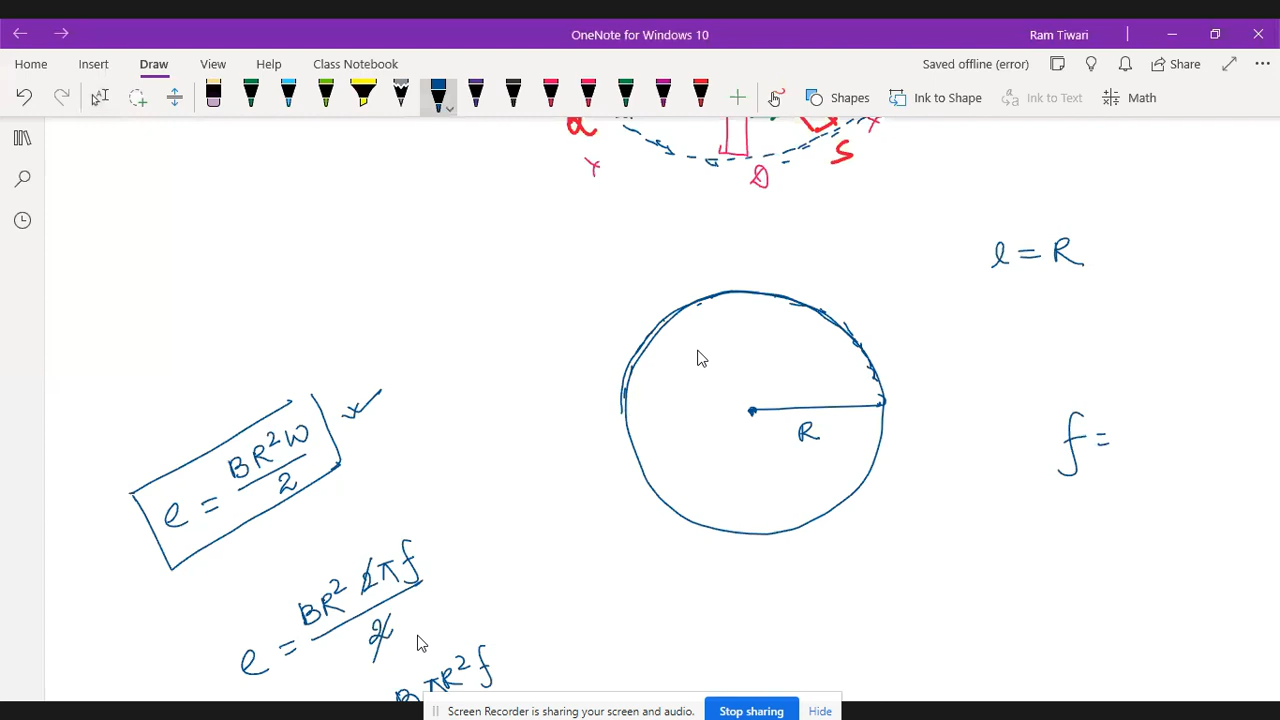 OneNote for Windows 10
Ram Tiwari
Home Insert Draw View Help Class Notebook
Saved offline (error)
Share
Shapes
Ink to Shape
Ink to Text
Math
S
Y
D
l = R
R
f =
e = BR²ω/2
e = BR² 2πf/2
BπR²f
Screen Recorder is sharing your screen and audio.
Stop sharing
Hide